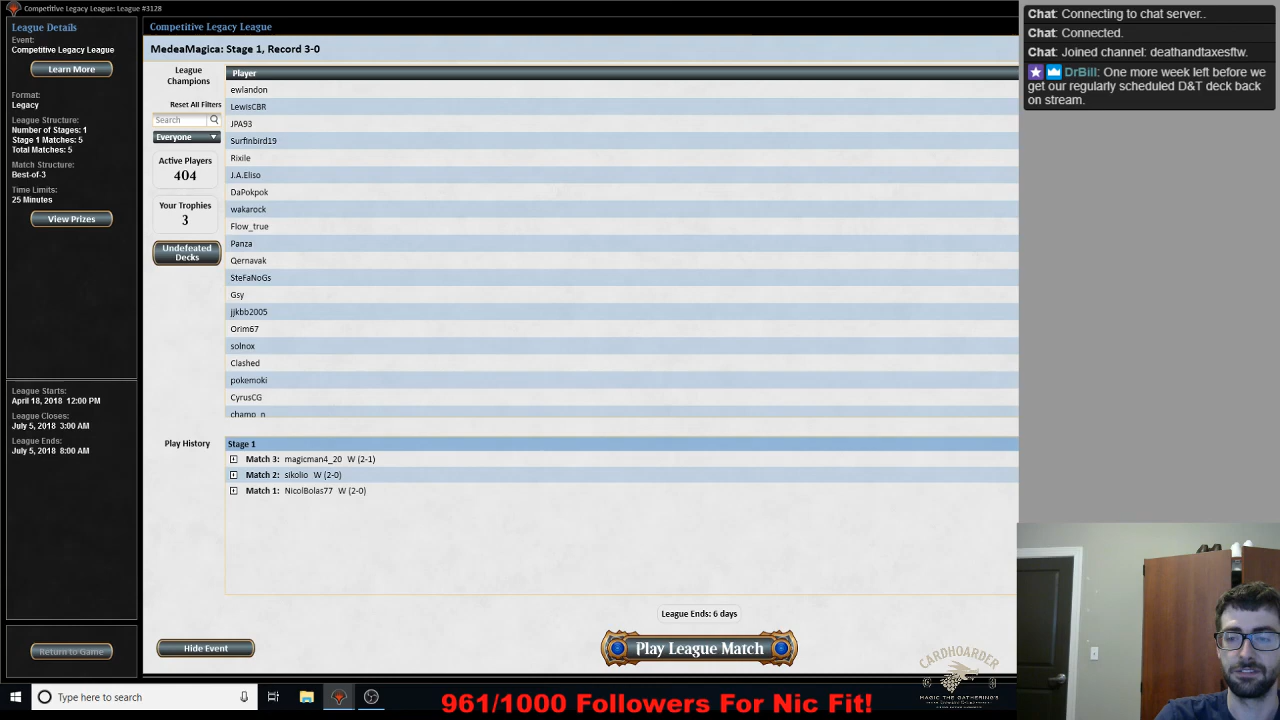 Competitive Legacy League: League #3128
League Details
Event:
Competitive Legacy League
Learn More
Format:
Legacy
League Structure:
Number of Stages: 1
Stage 1 Matches: 5
Total Matches: 5
Match Structure:
Best-of-3
Time Limits:
25 Minutes
View Prizes
League Starts:
April 18, 2018 12:00 PM
League Closes:
July 5, 2018 3:00 AM
League Ends:
July 5, 2018 8:00 AM
Return to Game
Competitive Legacy League
MedeaMagica: Stage 1, Record 3-0
League
Champions
Reset All Filters
Search
Everyone
Active Players
404
Your Trophies
3
Undefeated
Decks
Player
ewlandon
LewisCBR
JPA93
Surfinbird19
Rixile
J.A.Eliso
DaPokpok
wakarock
Flow_true
Panza
Qernavak
SteFaNoGs
Gsy
jjkbb2005
Orim67
solnox
Clashed
pokemoki
CyrusCG
champ_n
Play History
Stage 1
Match 3: magicman4_20 W (2-1)
Match 2: sikolio W (2-0)
Match 1: NicolBolas77 W (2-0)
League Ends: 6 days
Hide Event
Play League Match
CARDHOARDER
MAGIC THE GATHERING'S
Chat: Connecting to chat server..
Chat: Connected.
Chat: Joined channel: deathandtaxesftw.
DrBill: One more week left before we
get our regularly scheduled D&T deck back
on stream.
Type here to search
961/1000 Followers For Nic Fit!